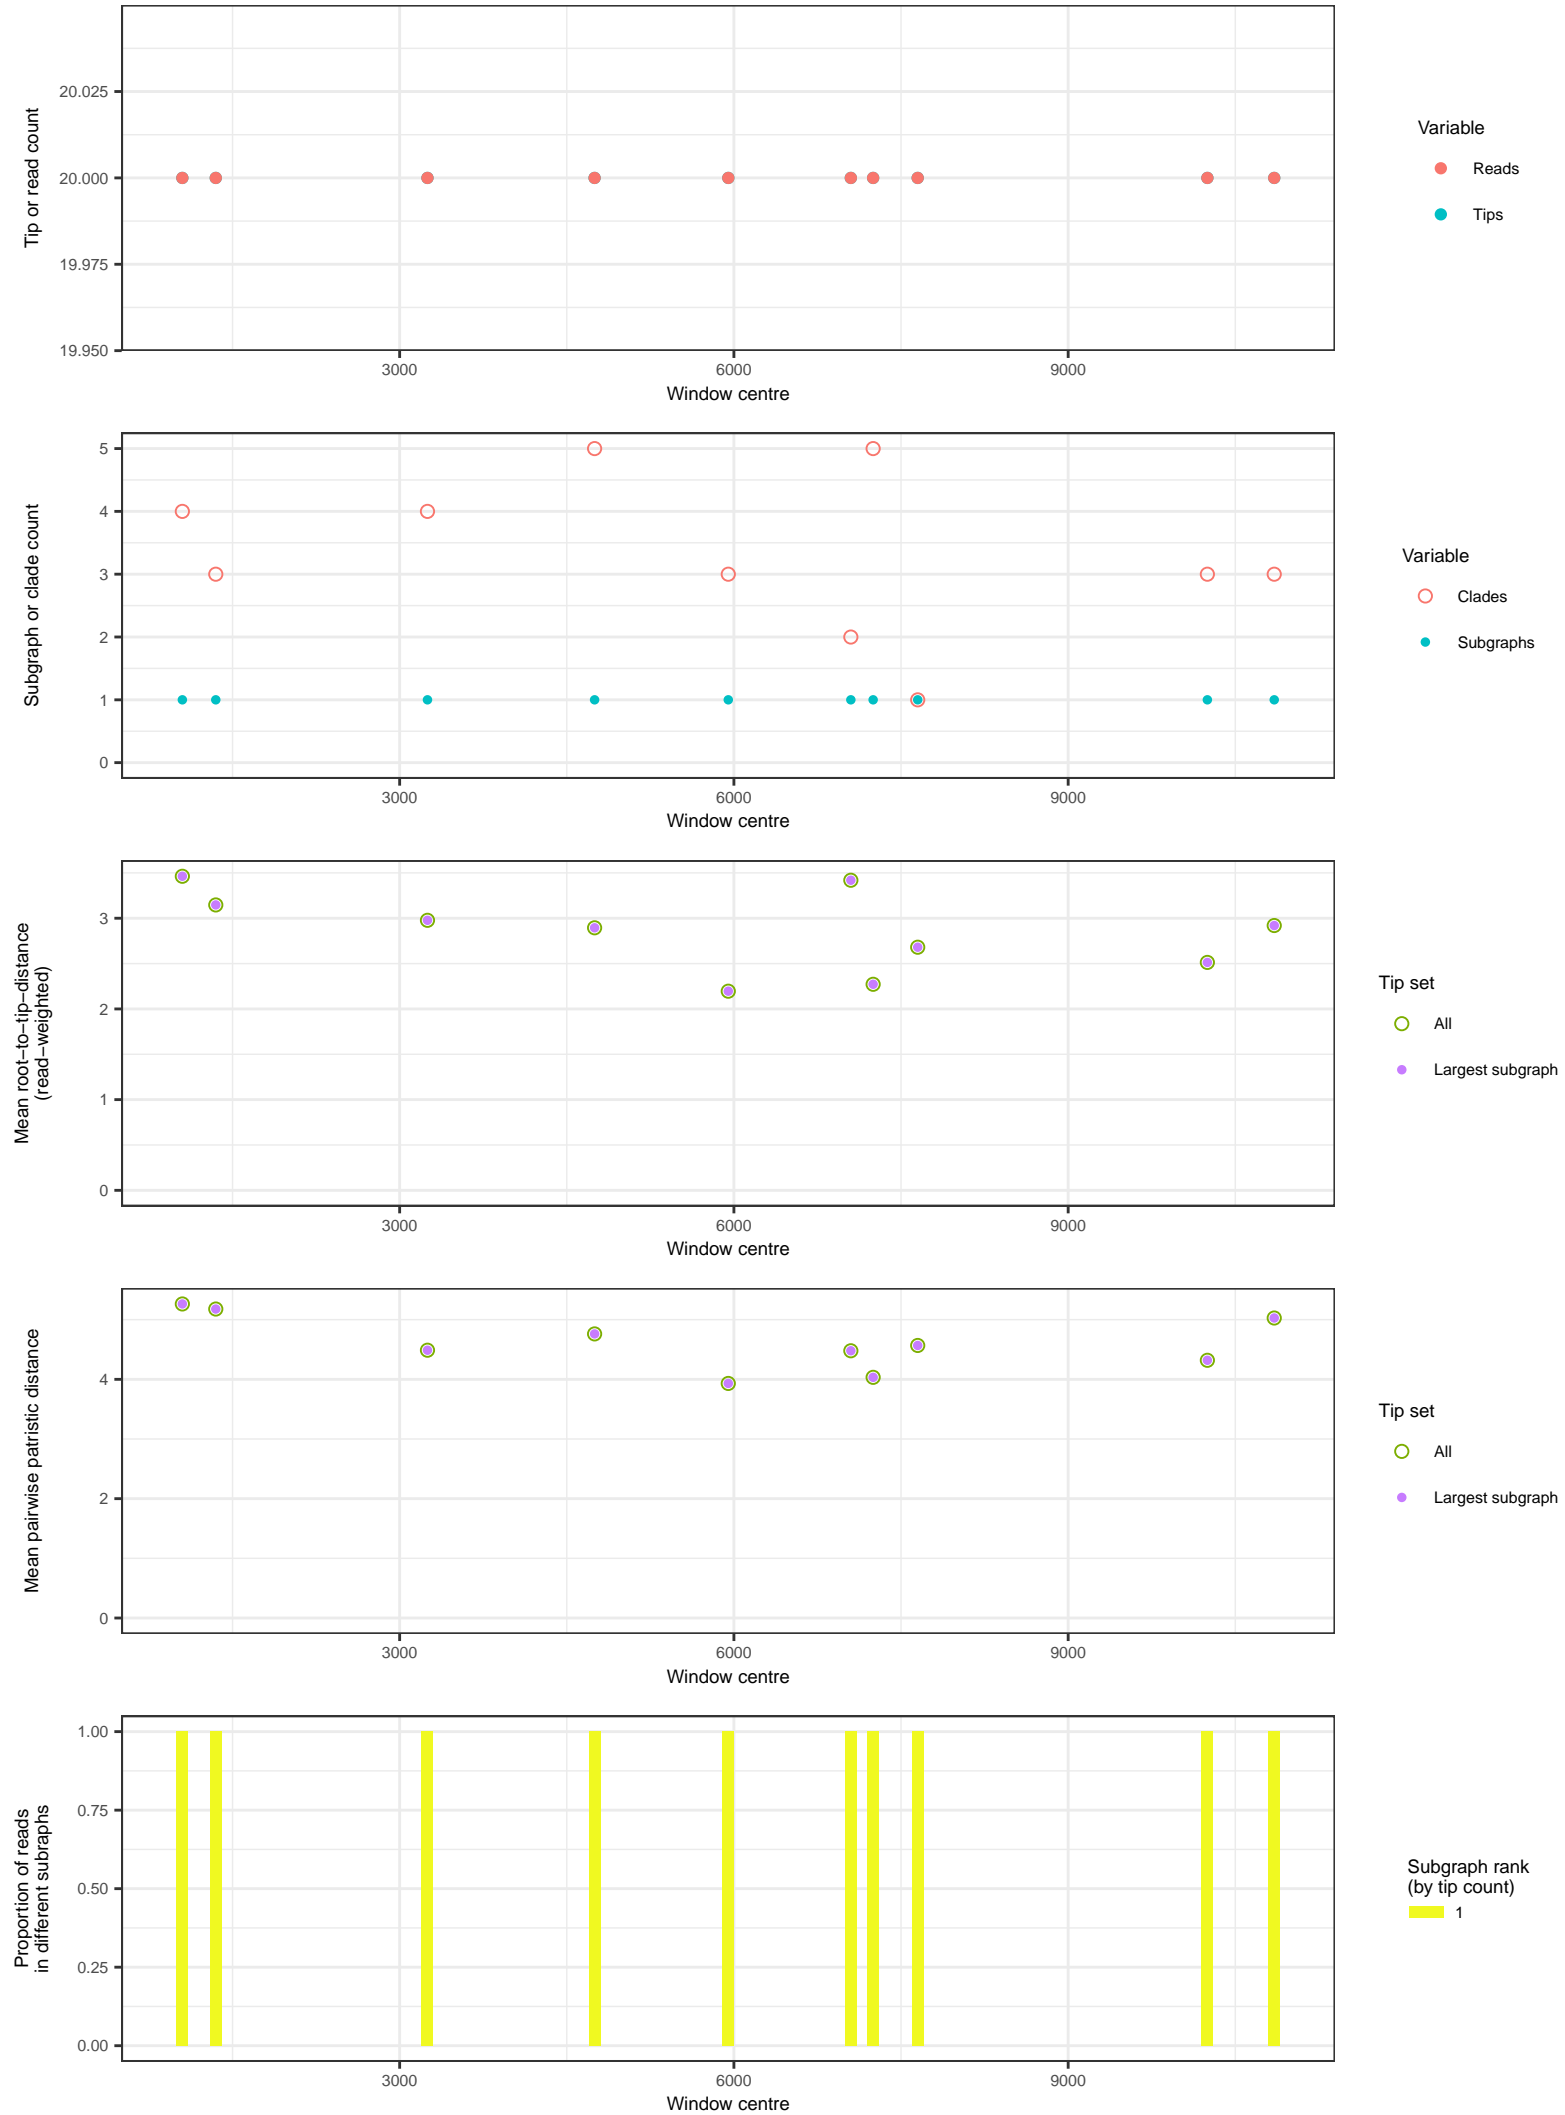 20.025
20.000
19.975
19.950
Tip or read count
3000
6000
9000
Window centre
Variable
Reads
Tips
5
4
3
2
1
0
Subgraph or clade count
3000
6000
9000
Window centre
Variable
Clades
Subgraphs
3
2
1
0
Mean root−to−tip−distance
(read−weighted)
3000
6000
9000
Window centre
Tip set
All
Largest subgraph
4
2
0
Mean pairwise patristic distance
3000
6000
9000
Window centre
Tip set
All
Largest subgraph
1.00
0.75
0.50
0.25
0.00
Proportion of reads
in different subraphs
3000
6000
9000
Window centre
Subgraph rank
(by tip count)
1